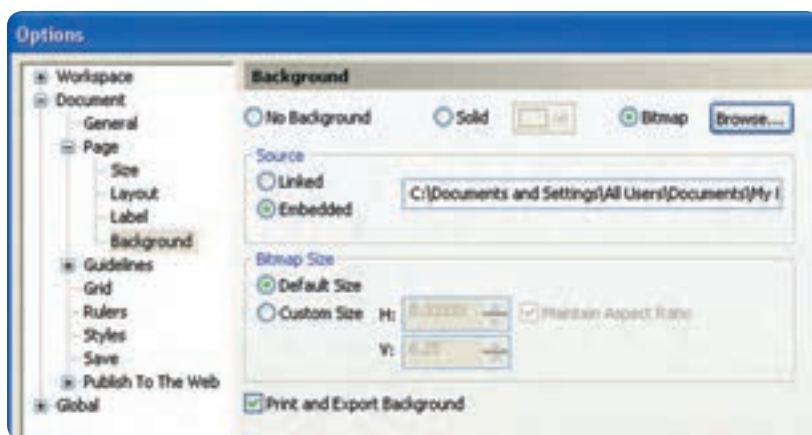 Options
Workspace
Document
General
Page
Size
Layout
Label
Background
Guidelines
Grid
Rulers
Styles
Save
Publish To The Web
Global
Background
No Background Solid Bitmap Browse...
Source
Linked
Embedded
C:\Documents and Settings\All Users\Documents\My
Bitmap Size
Default Size
Custom Size H: Maintain Aspect Ratio
V: 6.25
Print and Export Background